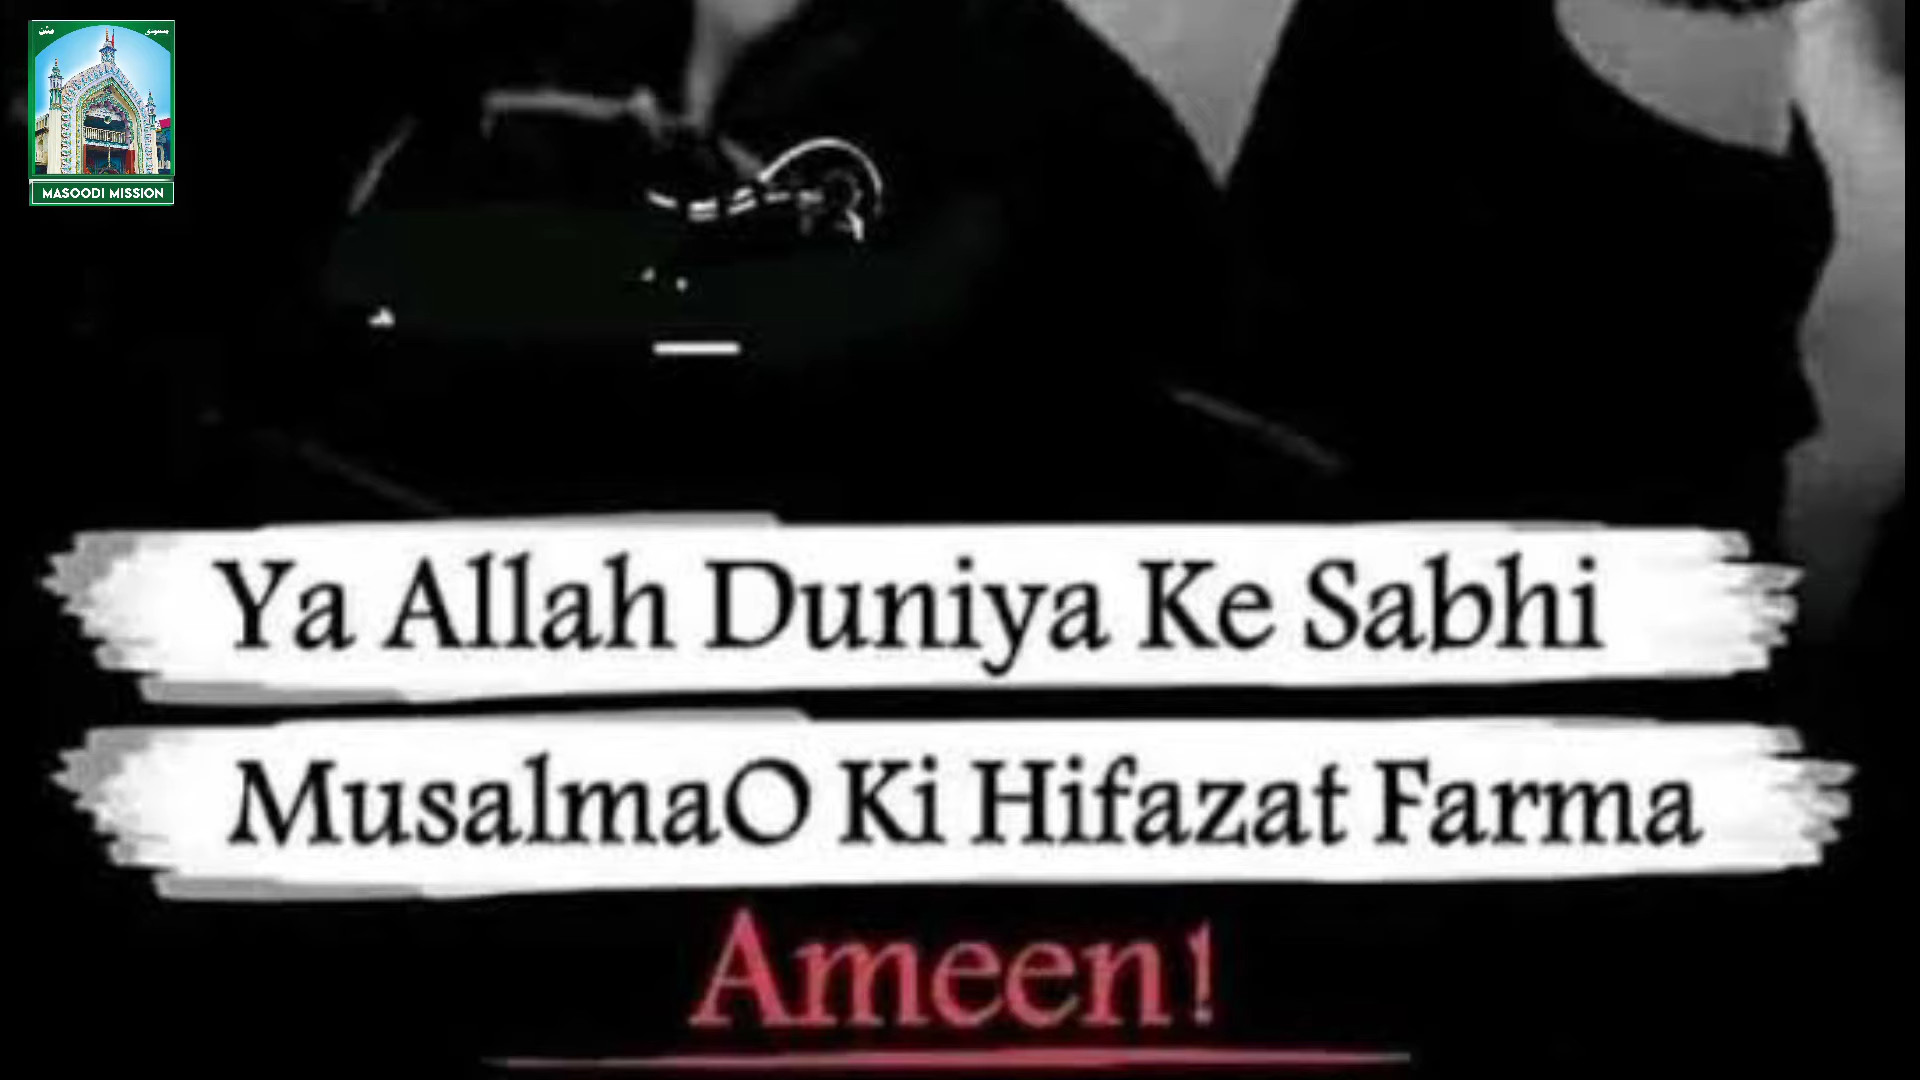 MASOODI MISSION
Ya Allah Duniya Ke Sabhi
MusalmaO Ki Hifazat Farma
Ameen!